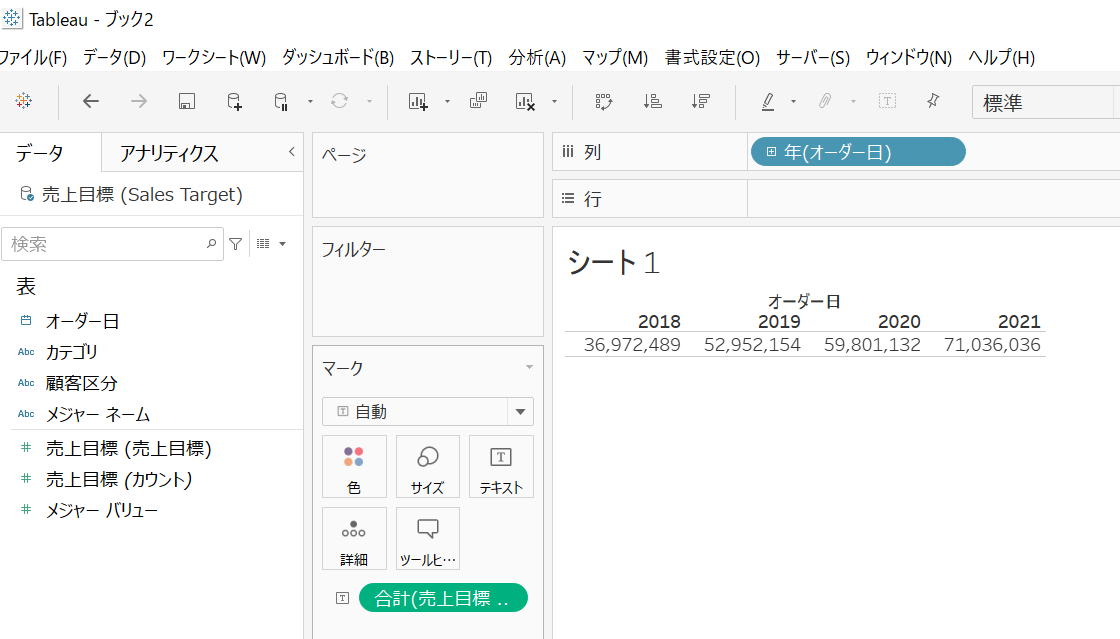 Tableau - ブック2
ファイル(F) データ(D) ワークシート(W) ダッシュボード(B) ストーリー(T) 分析(A) マップ(M) 書式設定(O) サーバー(S) ウィンドウ(N) ヘルプ(H)
標準
データ アナリティクス
売上目標 (Sales Target)
検索
表
オーダー日
Abc カテゴリ
Abc 顧客区分
Abc メジャー ネーム
# 売上目標 (売上目標)
# 売上目標 (カウント)
# メジャー バリュー
ページ
フィルター
マーク
T 自動
色 サイズ T テキスト
詳細 ツールヒ…
T 合計(売上目標 ..
列 年(オーダー日)
行
シート 1
オーダー日
2018 2019 2020 2021
36,972,489 52,952,154 59,801,132 71,036,036